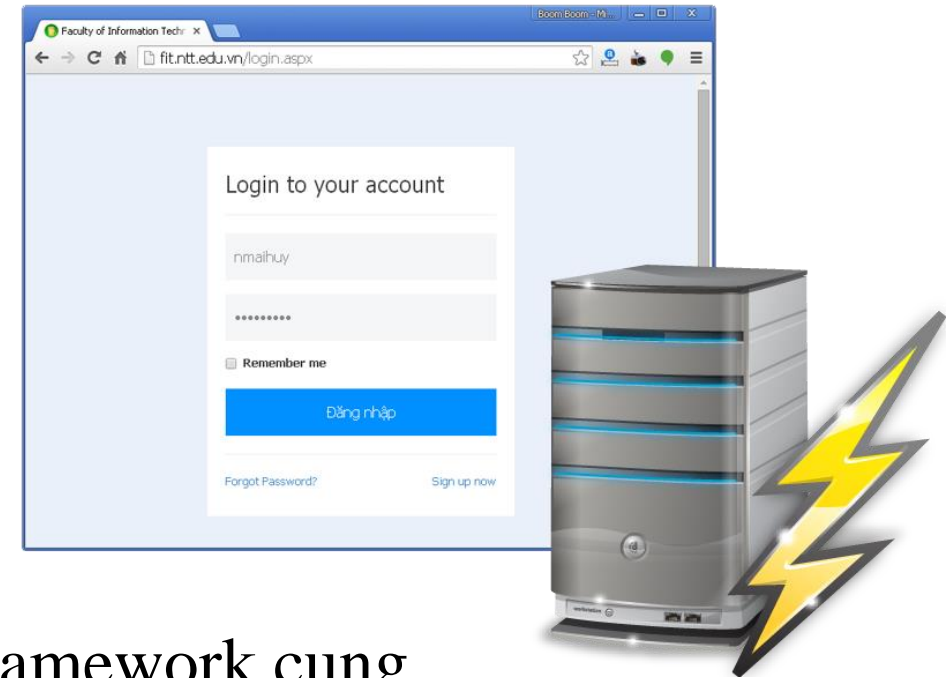 Boom Boom - Mi...
Faculty of Information Techr
fit.ntt.edu.vn/login.aspx
Login to your account
nmaihuy
•••••••••
Remember me
Đăng nhập
Forgot Password? Sign up now
workstation
amework cung